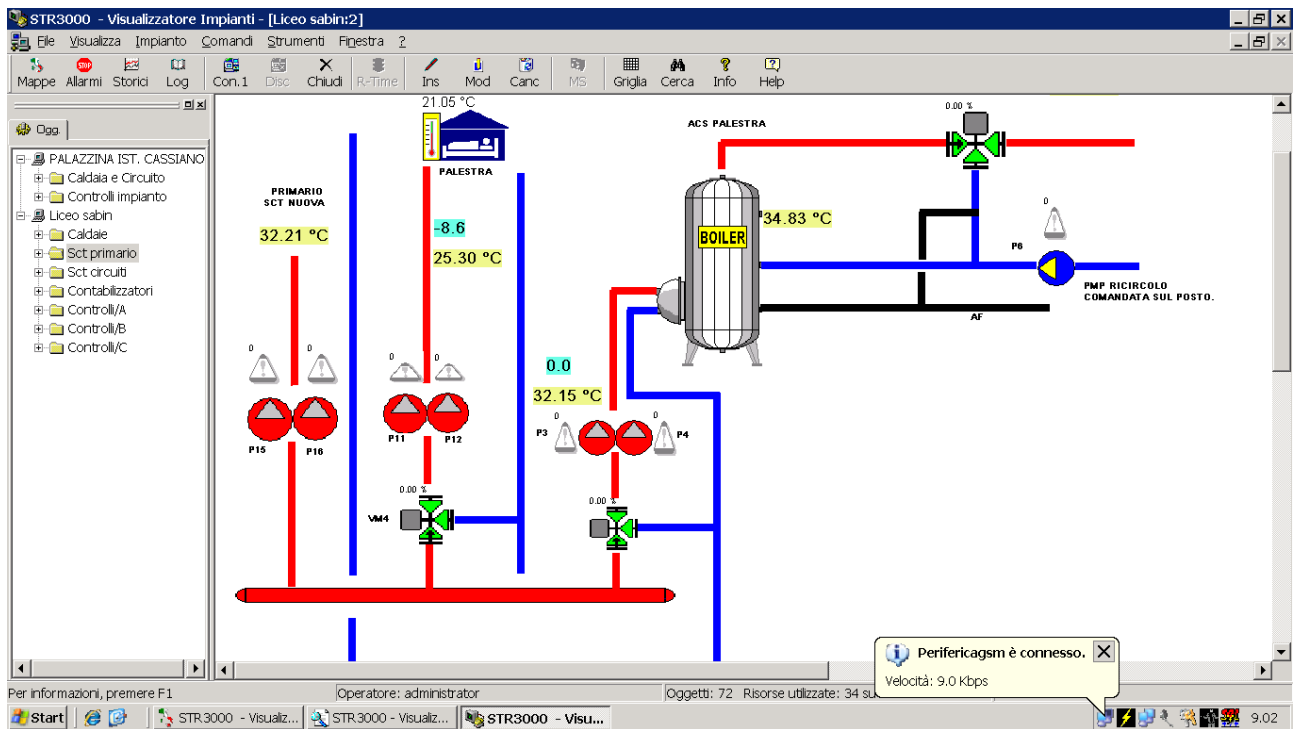 STR3000 - Visualizzatore Impianti - [Liceo sabin:2]
File Visualizza Impianto Comandi Strumenti Finestra ?
STOP
Mappe Allarmi Storici Log Con.1 Disc Chiudi R-Time Ins Mod Canc MS Griglia Cerca Info Help
Ogg.
PALAZZINA IST. CASSIANO
Caldaia e Circuito
Controlli impianto
Liceo sabin
Caldaie
Sct primario
Sct circuiti
Contabilizzatori
Controlli/A
Controlli/B
Controlli/C
21.05 °C
PALESTRA
PRIMARIO
SCT NUOVA
32.21 °C
-8.6
25.30 °C
0 0
P15 P16
0 0
P11 P12
0.00 %
VM4
0.0
32.15 °C
0 0
P3 P4
0.00 %
ACS PALESTRA
BOILER
34.83 °C
0.00 %
0
P6
PMP RICIRCOLO
COMANDATA SUL POSTO.
AF
Perifericagsm è connesso.
Velocità: 9.0 Kbps
Per informazioni, premere F1
Operatore: administrator
Oggetti: 72 Risorse utilizzate: 34 su
Start
STR3000 - Visualiz...
STR3000 - Visualiz...
STR3000 - Visu...
9.02